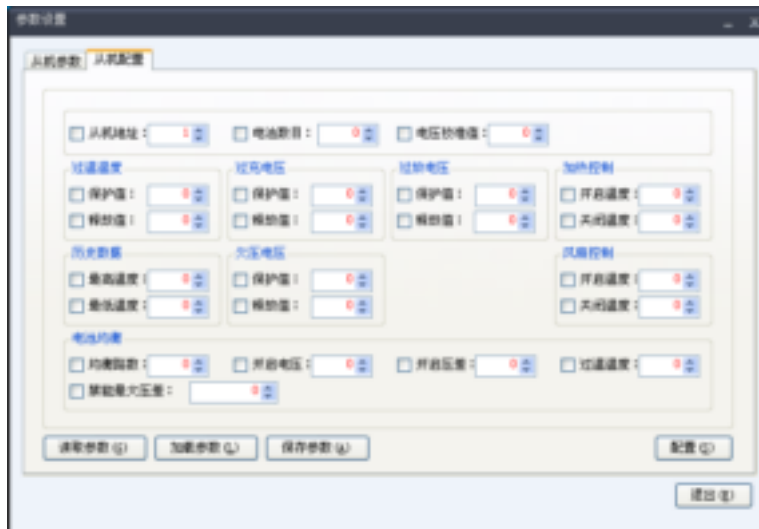 参数设置
从机参数 从机配置
从机地址： 1 电池数目： 0 电压校准值： 0
过温温度 过充电压 过放电压 加热控制
保护值： 0 保护值： 0 保护值： 0 开启温度： 0
释放值： 0 释放值： 0 释放值： 0 关闭温度： 0
历史数据 欠压电压 风扇控制
最高温度： 0 保护值： 0 开启温度： 0
最低温度： 0 释放值： 0 关闭温度： 0
电池均衡
均衡路数： 0 开启电压： 0 开启压差： 0 过温温度： 0
禁能最大压差： 0
读取参数 加载参数(L) 保存参数 配置
退出